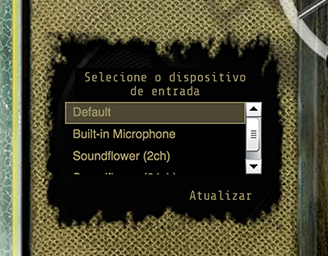 Selecione o dispositivo
de entrada
Default
Built-in Microphone
Soundflower (2ch)
Atualizar